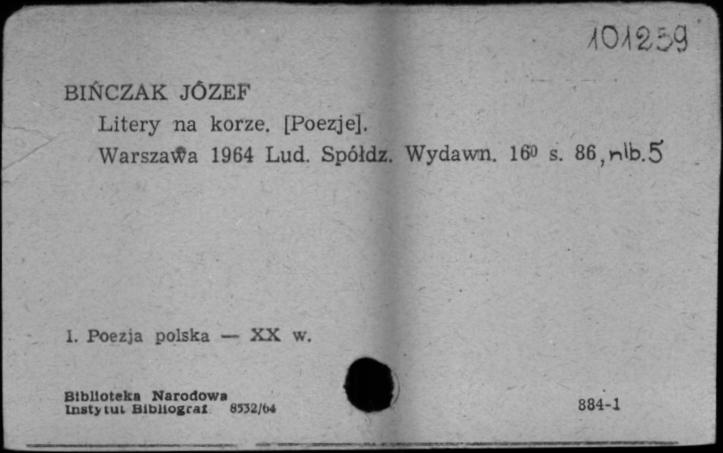 101259
BIŃCZAK JÓZEF
Litery na korze. [Poezje].
Warszawa 1964 Lud. Spółdz. Wydawn. 16⁰ s. 86, nlb. 5
1. Poezja polska — XX w.
Biblioteka Narodowa
Instytut Bibliograf. 8532/64
884-1